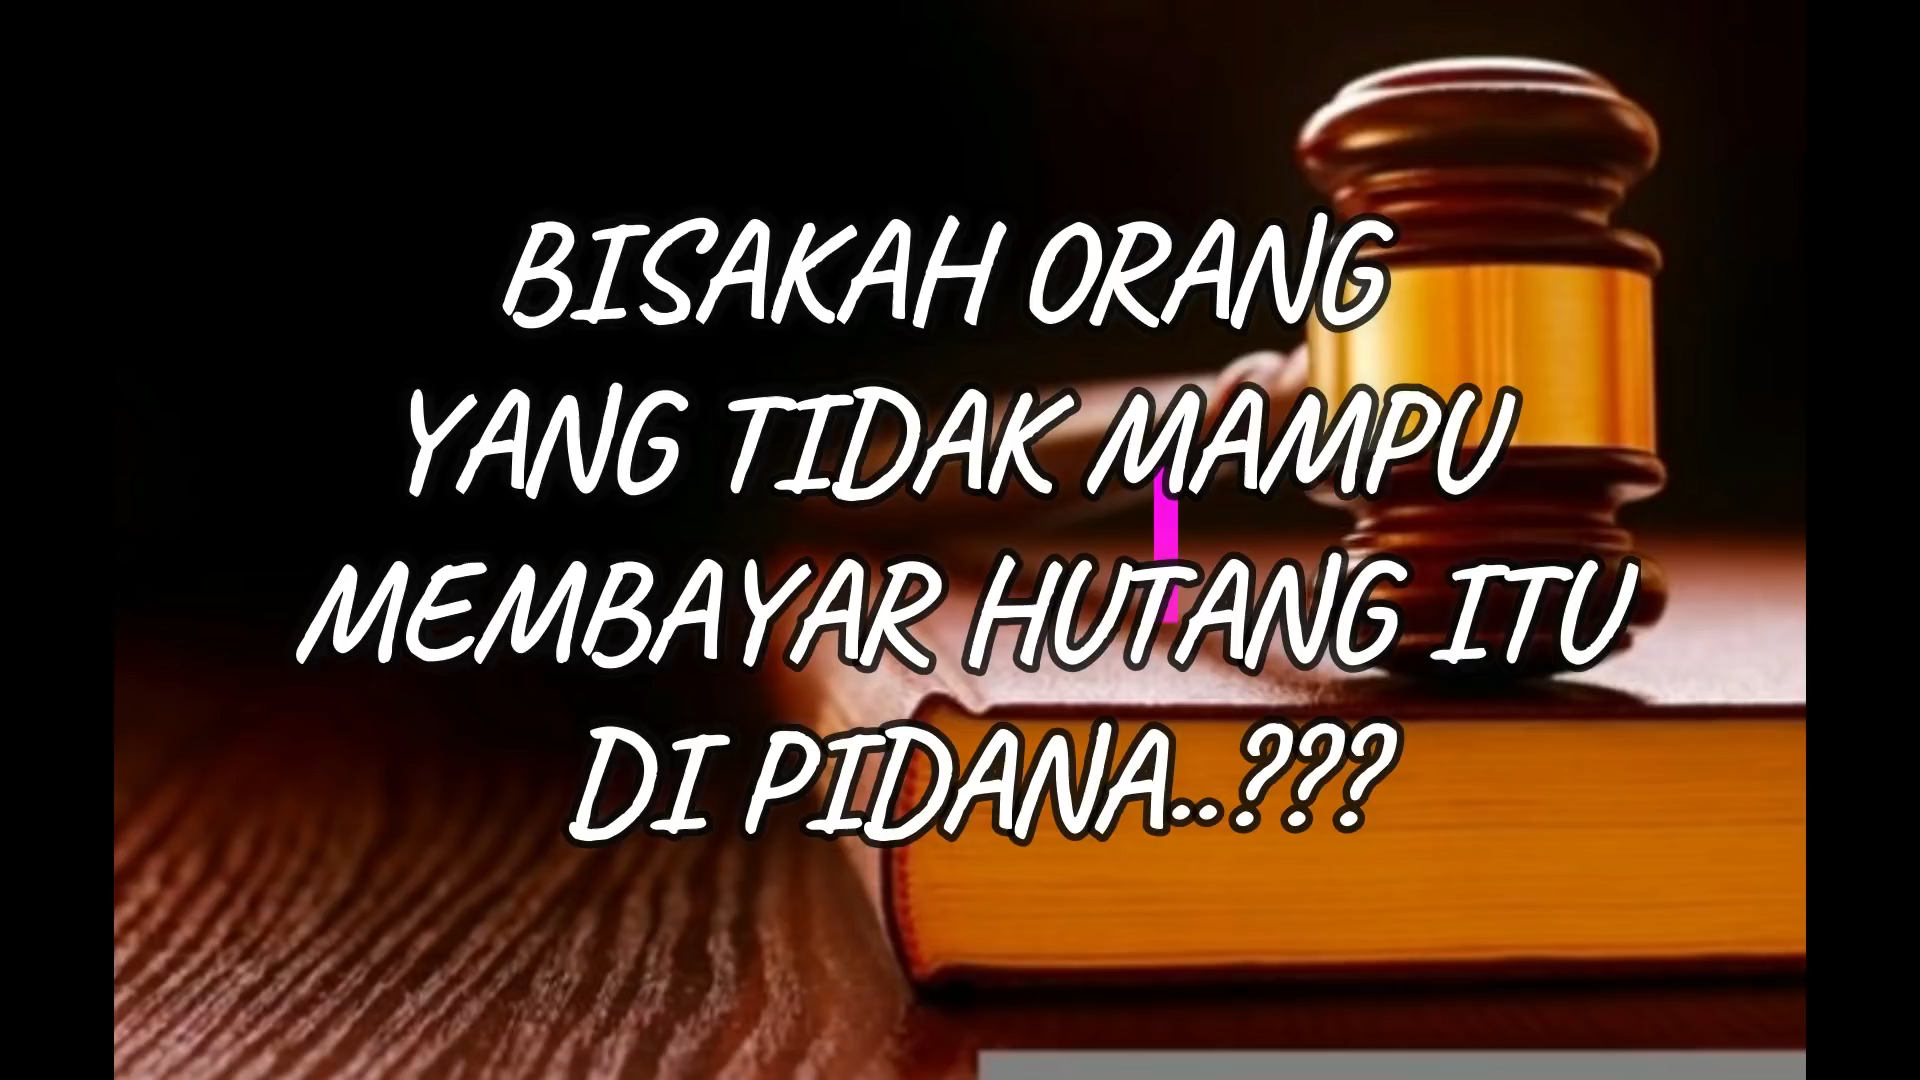 BISAKAH ORANG
YANG TIDAK MAMPU
MEMBAYAR HUTANG ITU
DI PIDANA..???